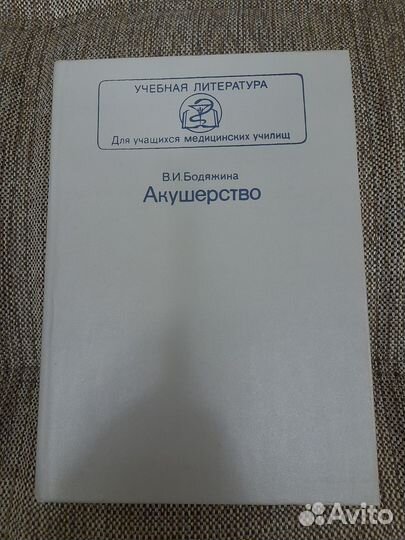 УЧЕБНАЯ ЛИТЕРАТУРА
Для учащихся медицинских училищ
В.И.Бодяжина
Акушерство
Avito